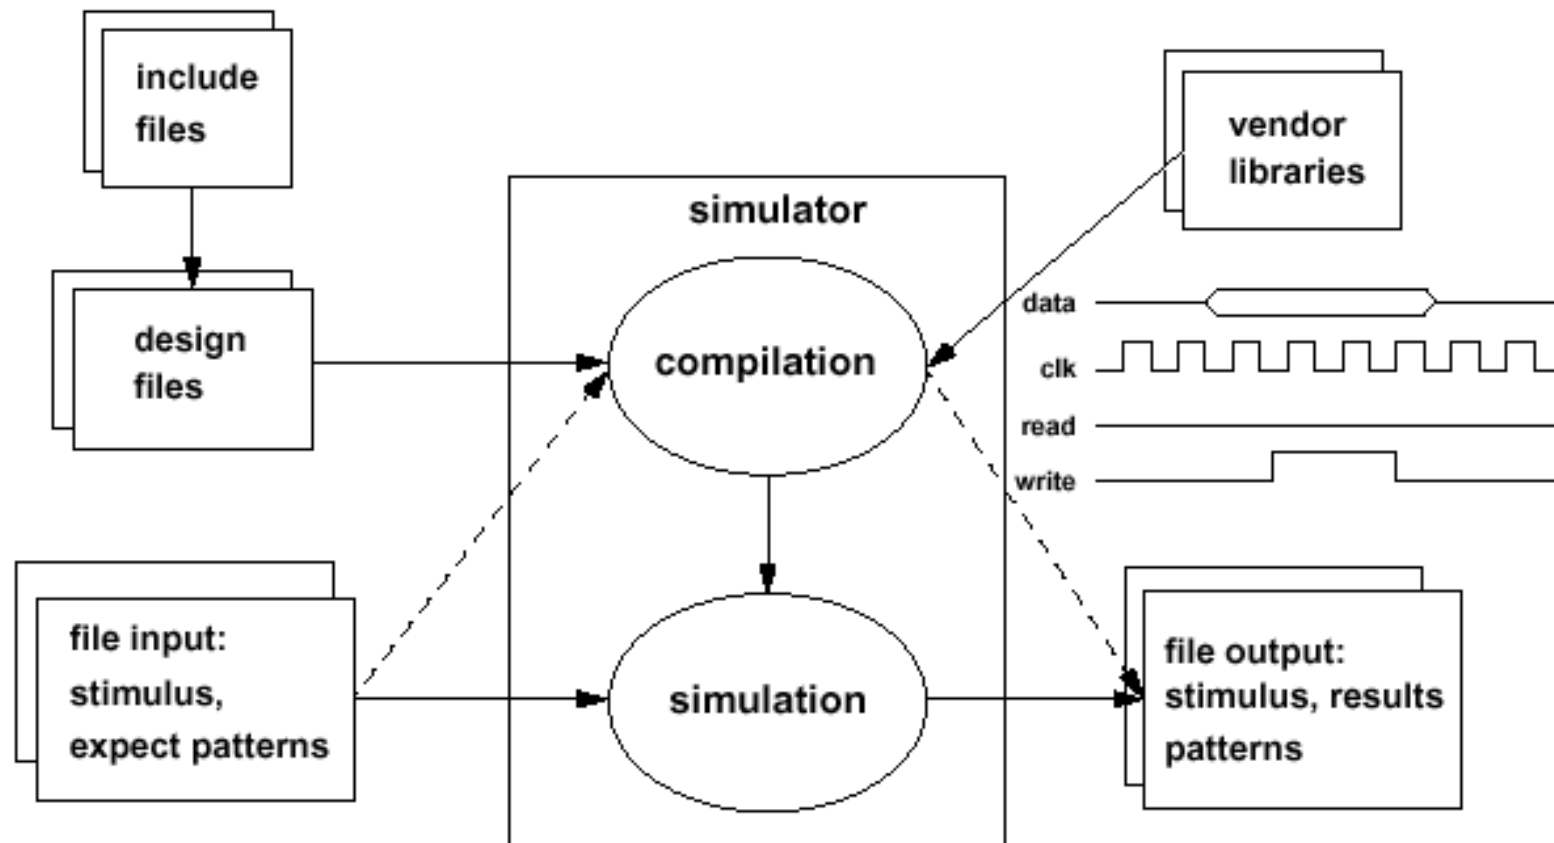 include
files
vendor
libraries
simulator
design
files
compilation
data
clk
read
write
file input:
stimulus,
expect patterns
simulation
file output:
stimulus, results
patterns